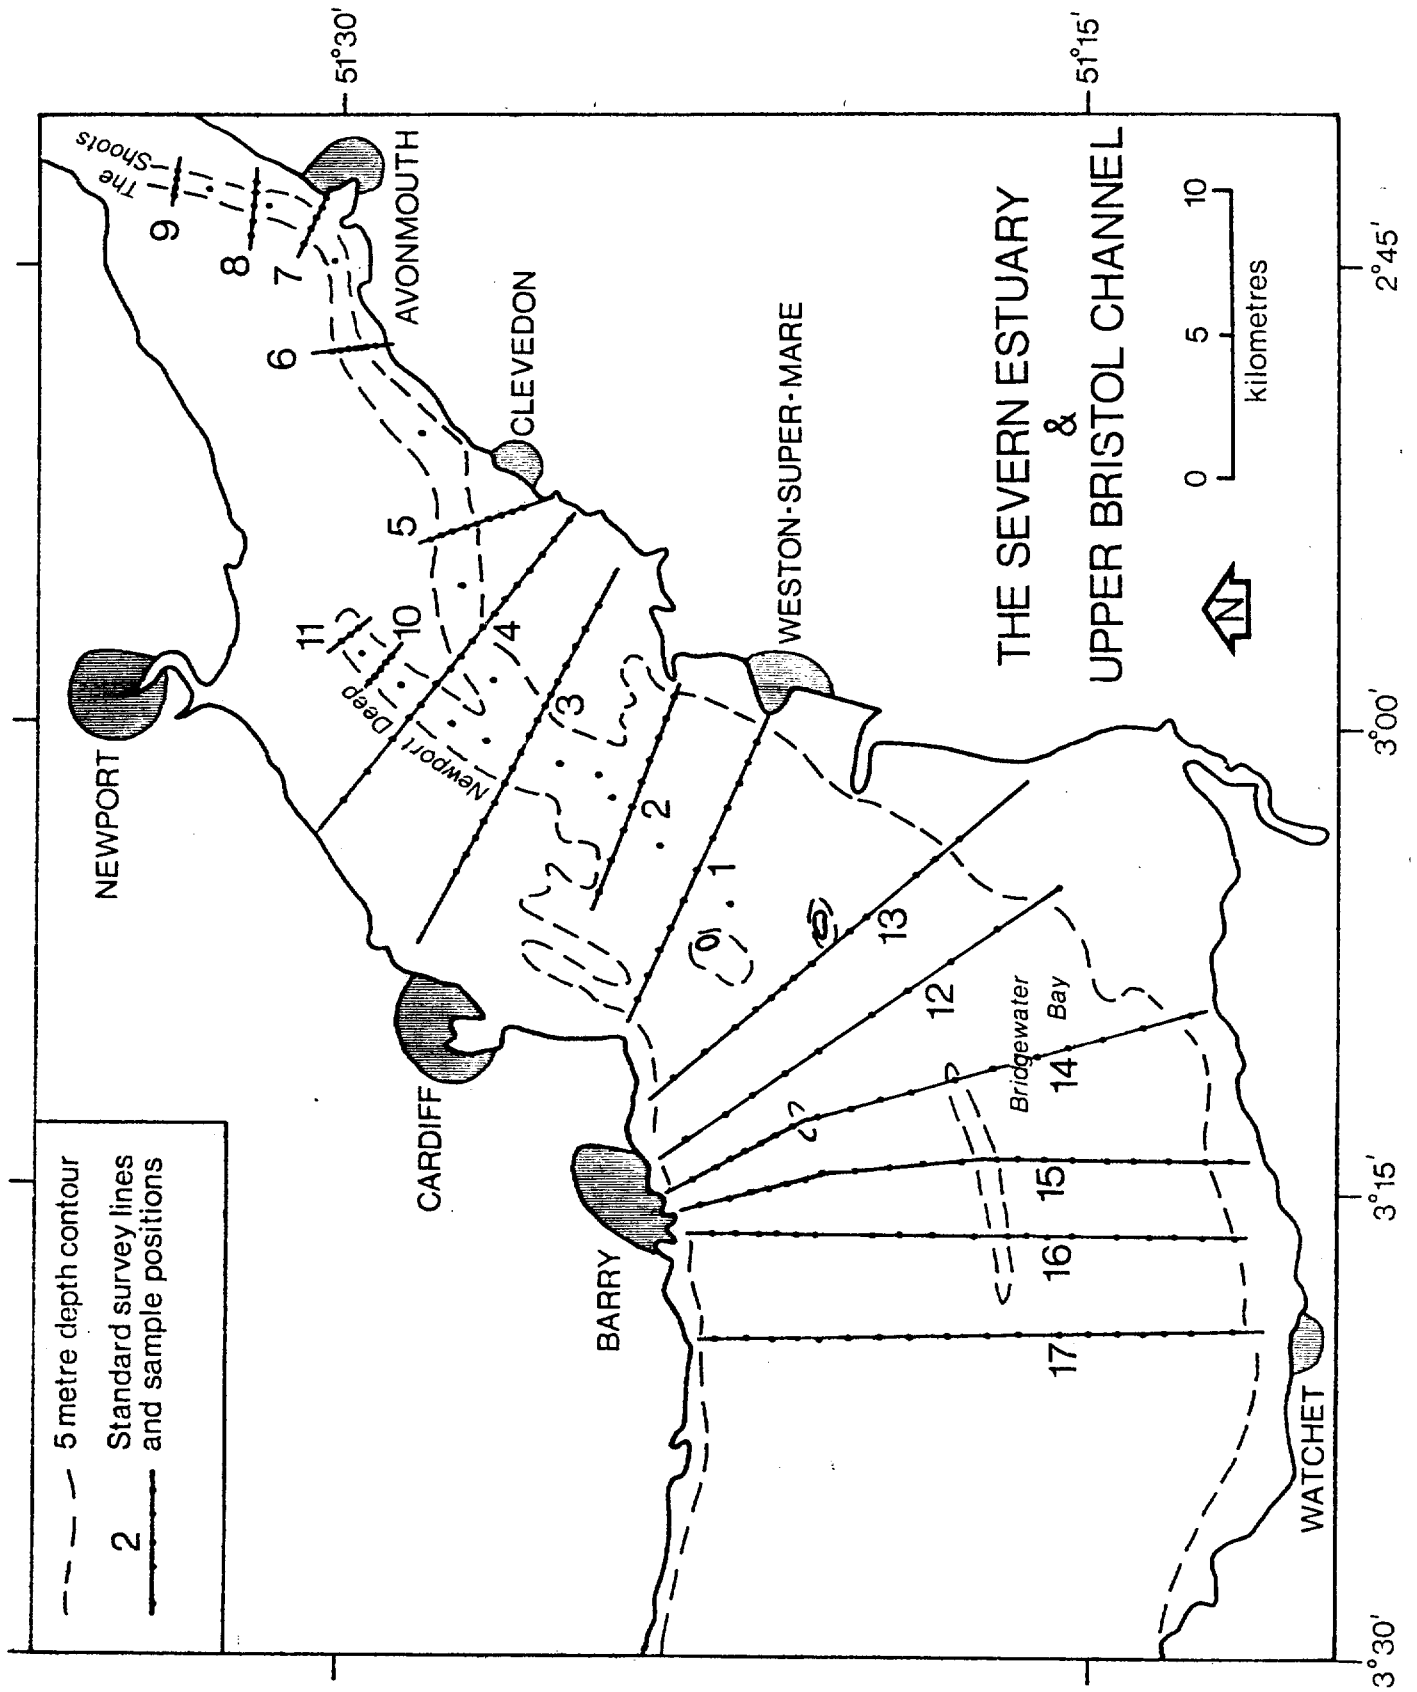 5 metre depth contour
2 Standard survey lines
and sample positions
NEWPORT
CARDIFF
BARRY
WATCHET
AVONMOUTH
CLEVEDON
WESTON-SUPER-MARE
The
Shoots
Newport Deep
Bridgewater
Bay
9
8
7
6
5
11
10
4
3
2
1
13
12
14
15
16
17
THE SEVERN ESTUARY
&
UPPER BRISTOL CHANNEL
N
0 5 10
kilometres
51°30'
51°15'
3°30'
3°15'
3°00'
2°45'